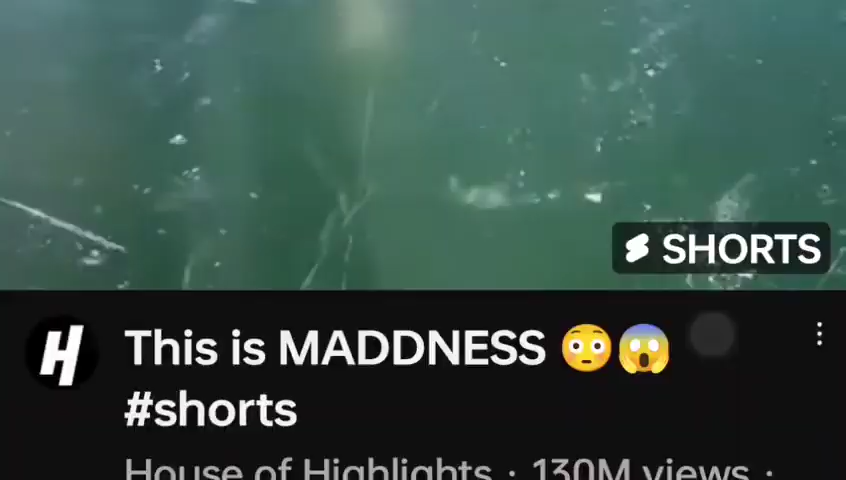 SHORTS
H
This is MADDNESS 😳😱
#shorts
House of Highlights · 130M views ·